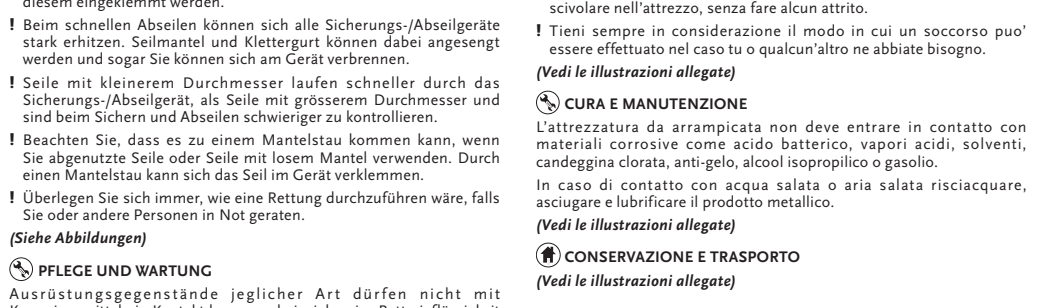 diesem eingeklemmt werden.
! Beim schnellen Abseilen können sich alle Sicherungs-/Abseilgeräte
stark erhitzen. Seilmantel und Klettergurt können dabei angesengt
werden und sogar Sie können sich am Gerät verbrennen.
! Seile mit kleinerem Durchmesser laufen schneller durch das
Sicherungs-/Abseilgerät, als Seile mit grösserem Durchmesser und
sind beim Sichern und Abseilen schwieriger zu kontrollieren.
! Beachten Sie, dass es zu einem Mantelstau kommen kann, wenn
Sie abgenutzte Seile oder Seile mit losem Mantel verwenden. Durch
einen Mantelstau kann sich das Seil im Gerät verklemmen.
! Überlegen Sie sich immer, wie eine Rettung durchzuführen wäre, falls
Sie oder andere Personen in Not geraten.
(Siehe Abbildungen)
PFLEGE UND WARTUNG
Ausrüstungsgegenstände jeglicher Art dürfen nicht mit
scivolare nell'attrezzo, senza fare alcun attrito.
! Tieni sempre in considerazione il modo in cui un soccorso puo'
essere effettuato nel caso tu o qualcun'altro ne abbiate bisogno.
(Vedi le illustrazioni allegate)
CURA E MANUTENZIONE
L'attrezzatura da arrampicata non deve entrare in contatto con
materiali corrosive come acido batterico, vapori acidi, solventi,
candeggina clorata, anti-gelo, alcool isopropilico o gasolio.
In caso di contatto con acqua salata o aria salata risciacquare,
asciugare e lubrificare il prodotto metallico.
(Vedi le illustrazioni allegate)
CONSERVAZIONE E TRASPORTO
(Vedi le illustrazioni allegate)